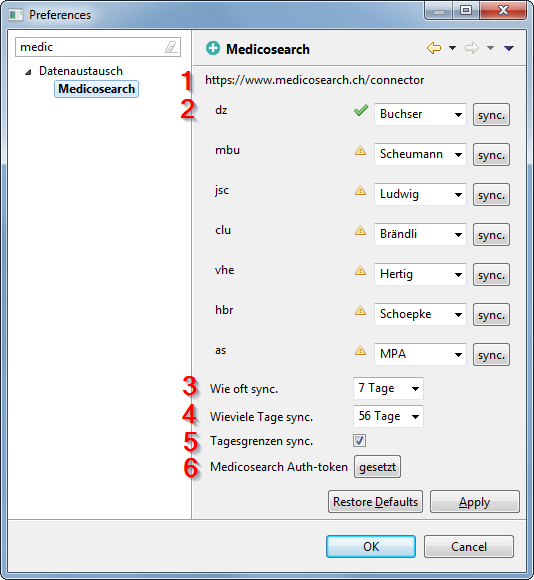 Preferences
medic
Datenaustausch
Medicosearch
Medicosearch
1 https://www.medicosearch.ch/connector
2 dz Buchser sync.
mbu Scheumann sync.
jsc Ludwig sync.
clu Brändli sync.
vhe Hertig sync.
hbr Schoepke sync.
as MPA sync.
3 Wie oft sync. 7 Tage
4 Wieviele Tage sync. 56 Tage
5 Tagesgrenzen sync.
6 Medicosearch Auth-token gesetzt
Restore Defaults Apply
OK Cancel